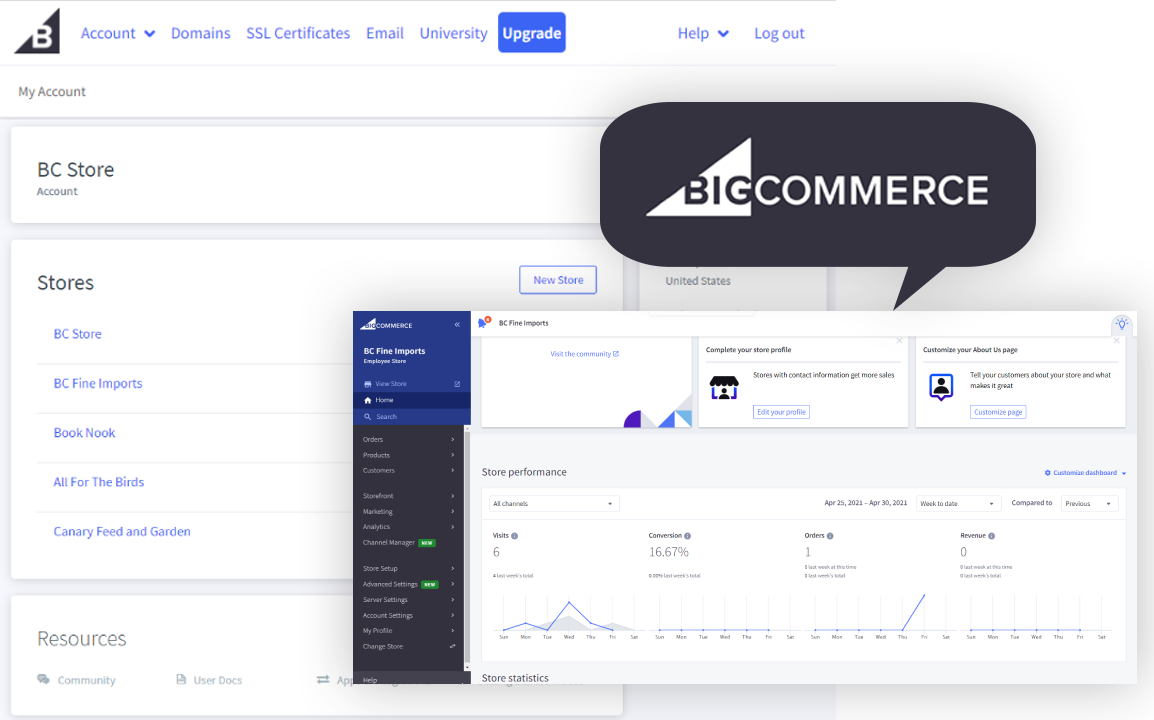 B
Account Domains SSL Certificates Email University Upgrade Help Log out
My Account
BC Store
Account
BIGCOMMERCE
Stores
New Store
United States
BC Store
BC Fine Imports
Book Nook
All For The Birds
Canary Feed and Garden
Resources
Community User Docs
BIGCOMMERCE «
BC Fine Imports
Employee Store
View Store
Home
Search
Orders
Products
Customers
Storefront
Marketing
Analytics
Channel Manager NEW
Store Setup
Advanced Settings NEW
Server Settings
Account Settings
My Profile
Change Store
Help
BC Fine Imports
Visit the community
Complete your store profile
Stores with contact information get more sales
Edit your profile
Customize your About Us page
Tell your customers about your store and what
makes it great
Customize page
Store performance
Customize dashboard
All channels
Apr 25, 2021 – Apr 30, 2021 Week to date Compared to Previous
Visits Conversion Orders Revenue
6 16.67% 1 0
0 last week at this time 0 last week at this time
4 last week's total 0.00% last week's total 0 last week's total 0 last week's total
Sun Mon Tue Wed Thu Fri Sat Sun Mon Tue Wed Thu Fri Sat Sun Mon Tue Wed Thu Fri Sat Sun Mon Tue Wed Thu Fri Sat
Store statistics